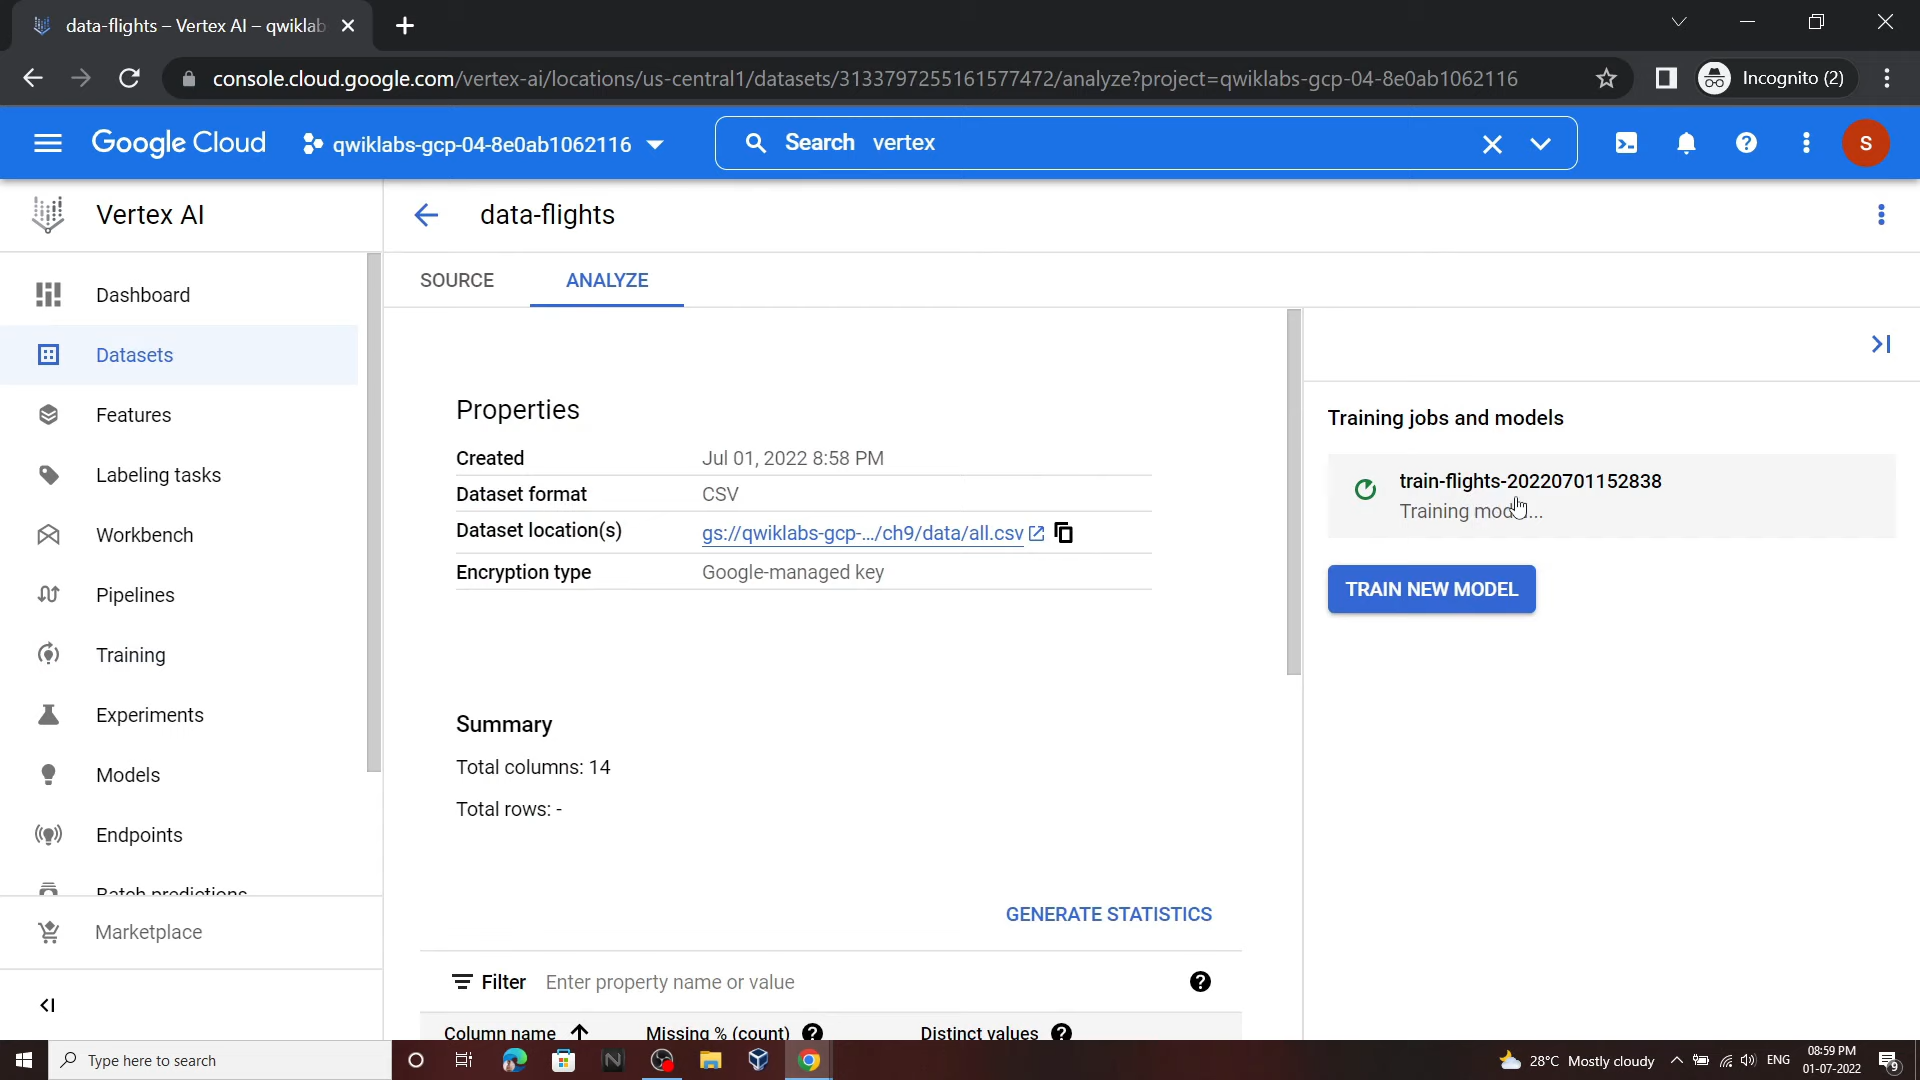 data-flights – Vertex AI – qwiklab
console.cloud.google.com/vertex-ai/locations/us-central1/datasets/3133797255161577472/analyze?project=qwiklabs-gcp-04-8e0ab1062116
Incognito (2)
Google Cloud
qwiklabs-gcp-04-8e0ab1062116
Search vertex
S
Vertex AI
data-flights
SOURCE
ANALYZE
Dashboard
Datasets
Features
Labeling tasks
Workbench
Pipelines
Training
Experiments
Models
Endpoints
Batch predictions
Marketplace
Properties
Created Jul 01, 2022 8:58 PM
Dataset format CSV
Dataset location(s) gs://qwiklabs-gcp-.../ch9/data/all.csv
Encryption type Google-managed key
Summary
Total columns: 14
Total rows: -
GENERATE STATISTICS
Filter Enter property name or value
Column name Missing % (count) Distinct values
Training jobs and models
train-flights-20220701152838
Training
TRAIN NEW MODEL
Type here to search
28°C Mostly cloudy
ENG
08:59 PM
01-07-2022
9